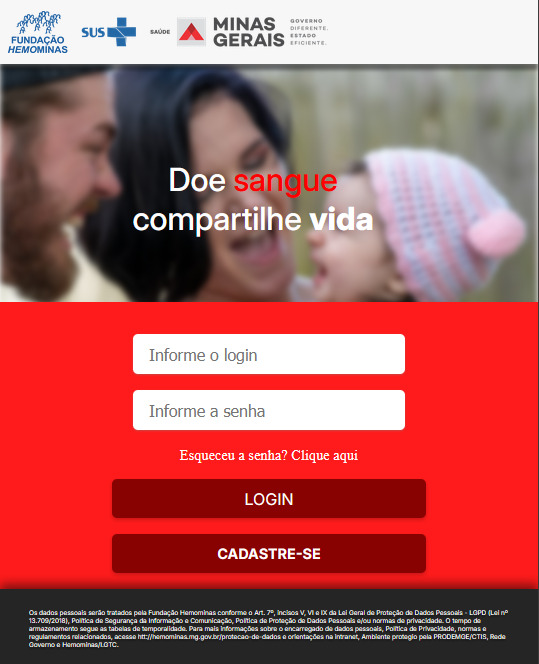 FUNDAÇÃO
HEMOMINAS
SUS
SAÚDE
MINAS
GERAIS
GOVERNO
DIFERENTE.
ESTADO
EFICIENTE.
Doe sangue
compartilhe vida
Informe o login
Informe a senha
Esqueceu a senha? Clique aqui
LOGIN
CADASTRE-SE
Os dados pessoais serão tratados pela Fundação Hemominas conforme o Art. 7º, Incisos V, VI e IX da Lei Geral de Proteção de Dados Pessoais - LGPD (Lei nº
13.709/2018), Política de Segurança da Informação e Comunicação, Política de Proteção de Dados Pessoais e/ou normas de privacidade. O tempo de
armazenamento segue as tabelas de temporalidade. Para mais informações sobre o encarregado de dados pessoais, Política de Privacidade, normas e
regulamentos relacionados, acesse htt://hemominas.mg.gov.br/protecao-de-dados e orientações na intranet, Ambiente protegio pela PRODEMGE/CTIS, Rede
Governo e Hemominas/LGTC.